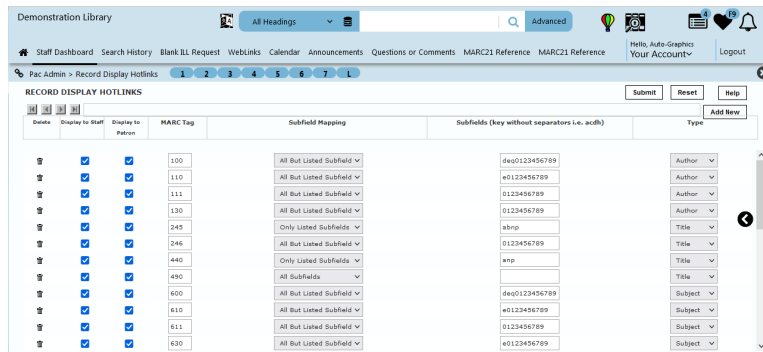 Demonstration Library
All Headings
Advanced
4
F9
Staff Dashboard Search History Blank ILL Request WebLinks Calendar Announcements Questions or Comments MARC21 Reference MARC21 Reference
Hello, Auto-Graphics
Your Account
Logout
Pac Admin > Record Display Hotlinks 1 2 3 4 5 6 7 L
RECORD DISPLAY HOTLINKS
Submit Reset Help
Add New
Delete Display to Staff Display to Patron MARC Tag Subfield Mapping Subfields (key without separators i.e. acdh) Type
100 All But Listed Subfield deq0123456789 Author
110 All But Listed Subfield e0123456789 Author
111 All But Listed Subfield 0123456789 Author
130 All But Listed Subfield 0123456789 Author
245 Only Listed Subfields abnp Title
246 All But Listed Subfield 0123456789 Title
440 Only Listed Subfields anp Title
490 All Subfields Title
600 All But Listed Subfield deq0123456789 Subject
610 All But Listed Subfield e0123456789 Subject
611 All But Listed Subfield 0123456789 Subject
630 All But Listed Subfield e0123456789 Subject